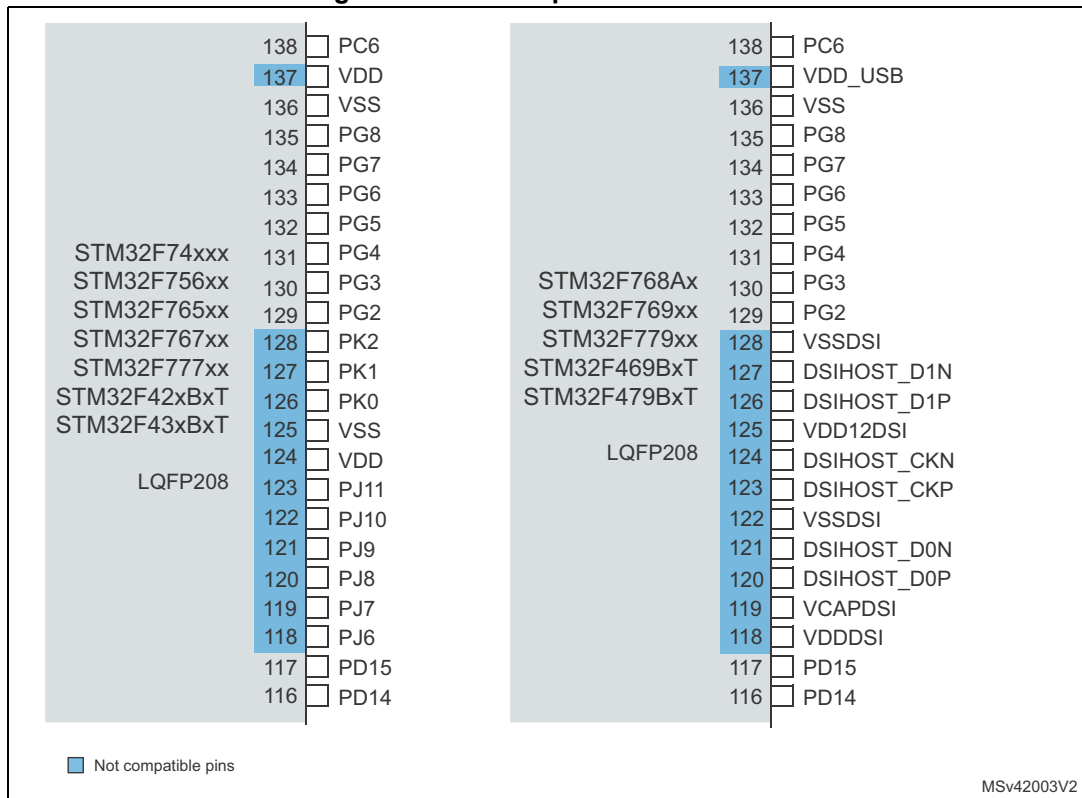 138 PC6
137 VDD
136 VSS
135 PG8
134 PG7
133 PG6
132 PG5
131 PG4
130 PG3
129 PG2
128 PK2
127 PK1
126 PK0
125 VSS
124 VDD
123 PJ11
122 PJ10
121 PJ9
120 PJ8
119 PJ7
118 PJ6
117 PD15
116 PD14
STM32F74xxx
STM32F756xx
STM32F765xx
STM32F767xx
STM32F777xx
STM32F42xBxT
STM32F43xBxT
LQFP208
138 PC6
137 VDD_USB
136 VSS
135 PG8
134 PG7
133 PG6
132 PG5
131 PG4
130 PG3
129 PG2
128 VSSDSI
127 DSIHOST_D1N
126 DSIHOST_D1P
125 VDD12DSI
124 DSIHOST_CKN
123 DSIHOST_CKP
122 VSSDSI
121 DSIHOST_D0N
120 DSIHOST_D0P
119 VCAPDSI
118 VDDDSI
117 PD15
116 PD14
STM32F768Ax
STM32F769xx
STM32F779xx
STM32F469BxT
STM32F479BxT
LQFP208
Not compatible pins
MSv42003V2